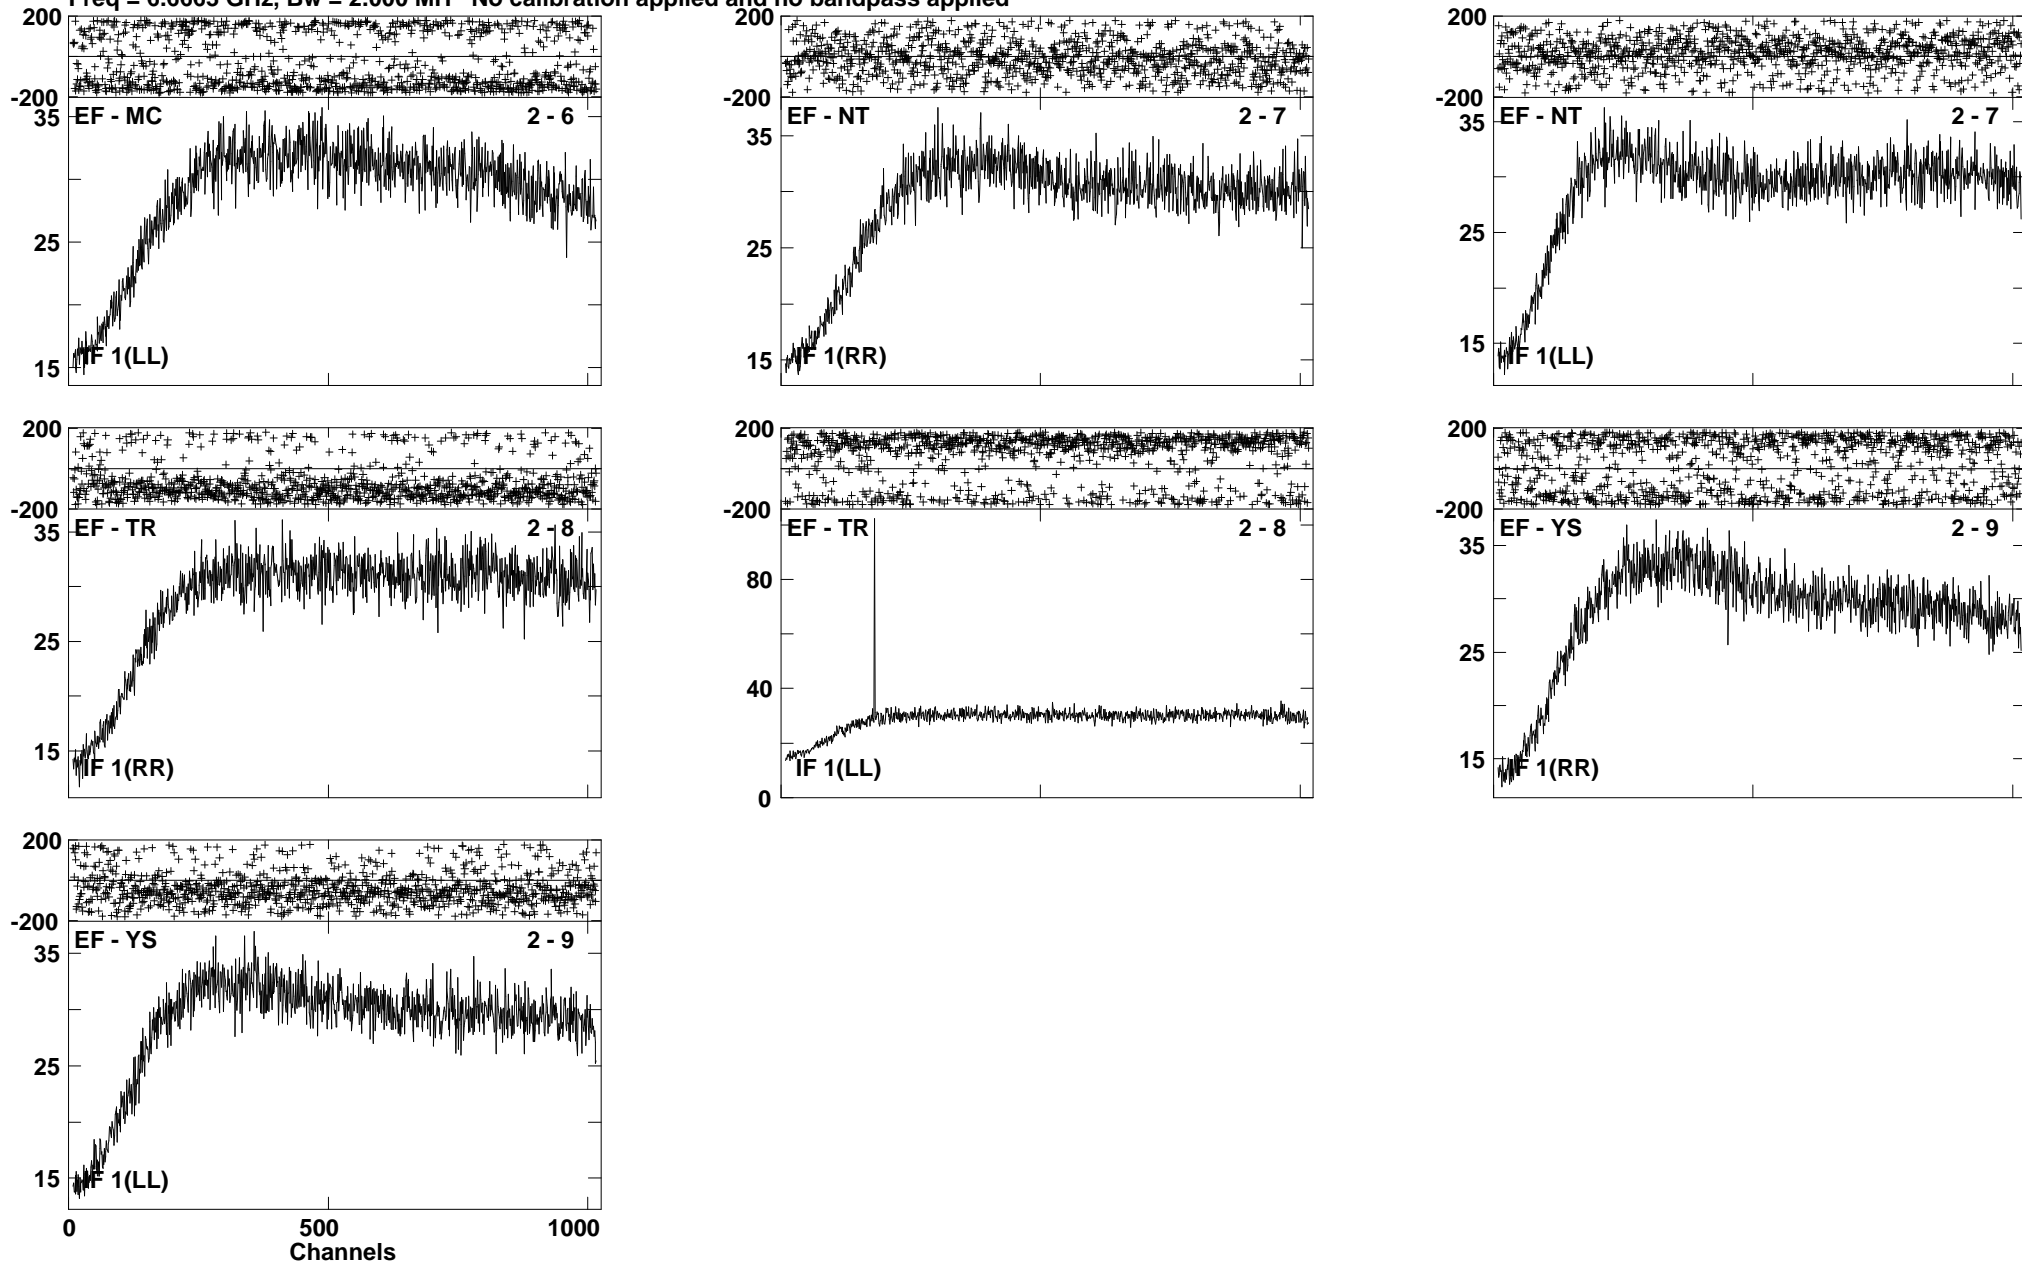 No calibration applied and no bandpass applied
200
-200
EF - MC 2 - 6
35
25
15
IF 1(LL)
200
-200
EF - NT 2 - 7
35
25
15
IF 1(RR)
200
-200
EF - NT 2 - 7
35
25
15
IF 1(LL)
200
-200
EF - TR 2 - 8
35
25
15
IF 1(RR)
200
-200
EF - TR 2 - 8
80
40
0
IF 1(LL)
200
-200
EF - YS 2 - 9
35
25
15
IF 1(RR)
200
-200
EF - YS 2 - 9
35
25
15
IF 1(LL)
0 500 1000
Channels